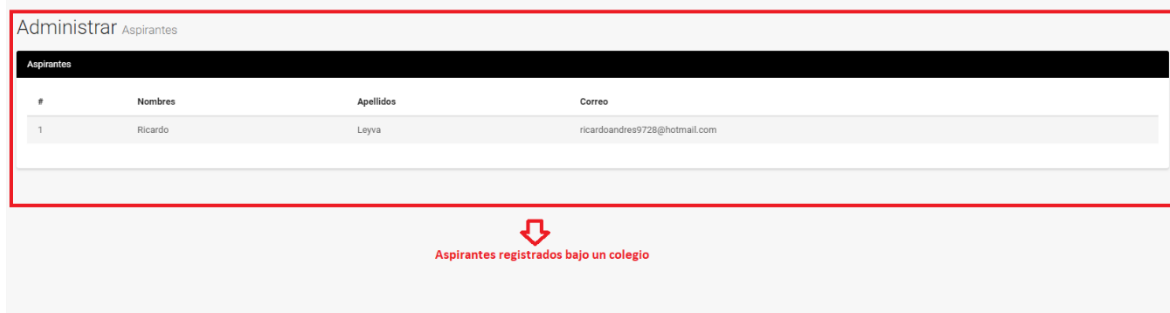 Administrar Aspirantes
Aspirantes
# Nombres Apellidos Correo
1 Ricardo Leyva ricardoandres9728@hotmail.com
Aspirantes registrados bajo un colegio